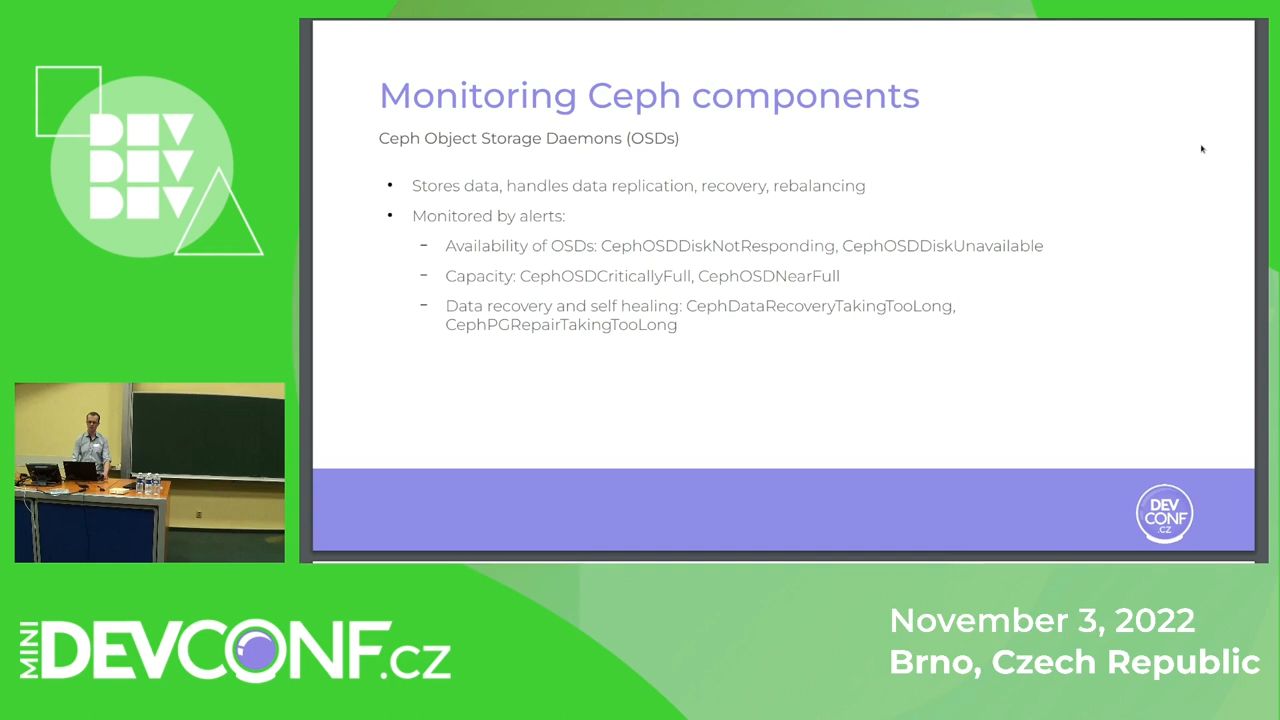 DEV
DEV
DEV
Monitoring Ceph components
Ceph Object Storage Daemons (OSDs)
• Stores data, handles data replication, recovery, rebalancing
• Monitored by alerts:
– Availability of OSDs: CephOSDDiskNotResponding, CephOSDDiskUnavailable
– Capacity: CephOSDCriticallyFull, CephOSDNearFull
– Data recovery and self healing: CephDataRecoveryTakingTooLong,
CephPGRepairTakingTooLong
DEV
CONF
.CZ
MINI DEVCONF.CZ
November 3, 2022
Brno, Czech Republic